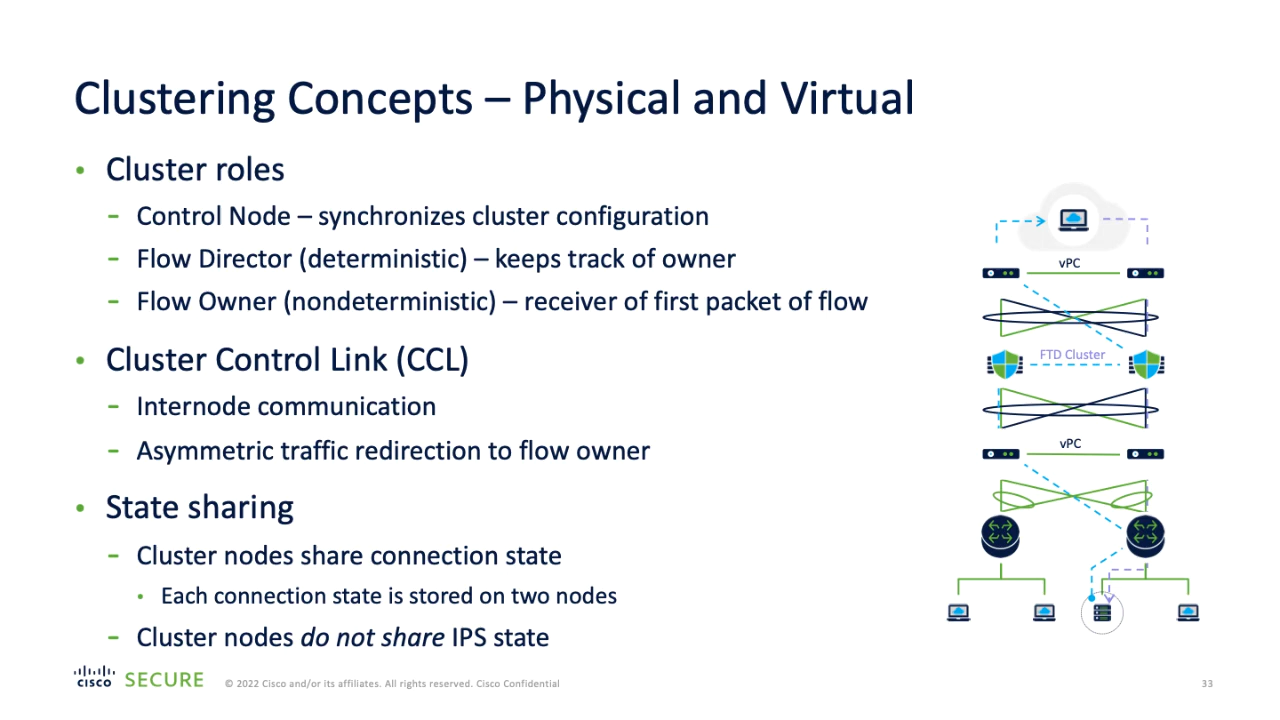 Clustering Concepts – Physical and Virtual
• Cluster roles
– Control Node – synchronizes cluster configuration
– Flow Director (deterministic) – keeps track of owner
– Flow Owner (nondeterministic) – receiver of first packet of flow
• Cluster Control Link (CCL)
– Internode communication
– Asymmetric traffic redirection to flow owner
• State sharing
– Cluster nodes share connection state
• Each connection state is stored on two nodes
– Cluster nodes do not share IPS state
vPC
FTD Cluster
vPC
CISCO SECURE
© 2022 Cisco and/or its affiliates. All rights reserved. Cisco Confidential
33